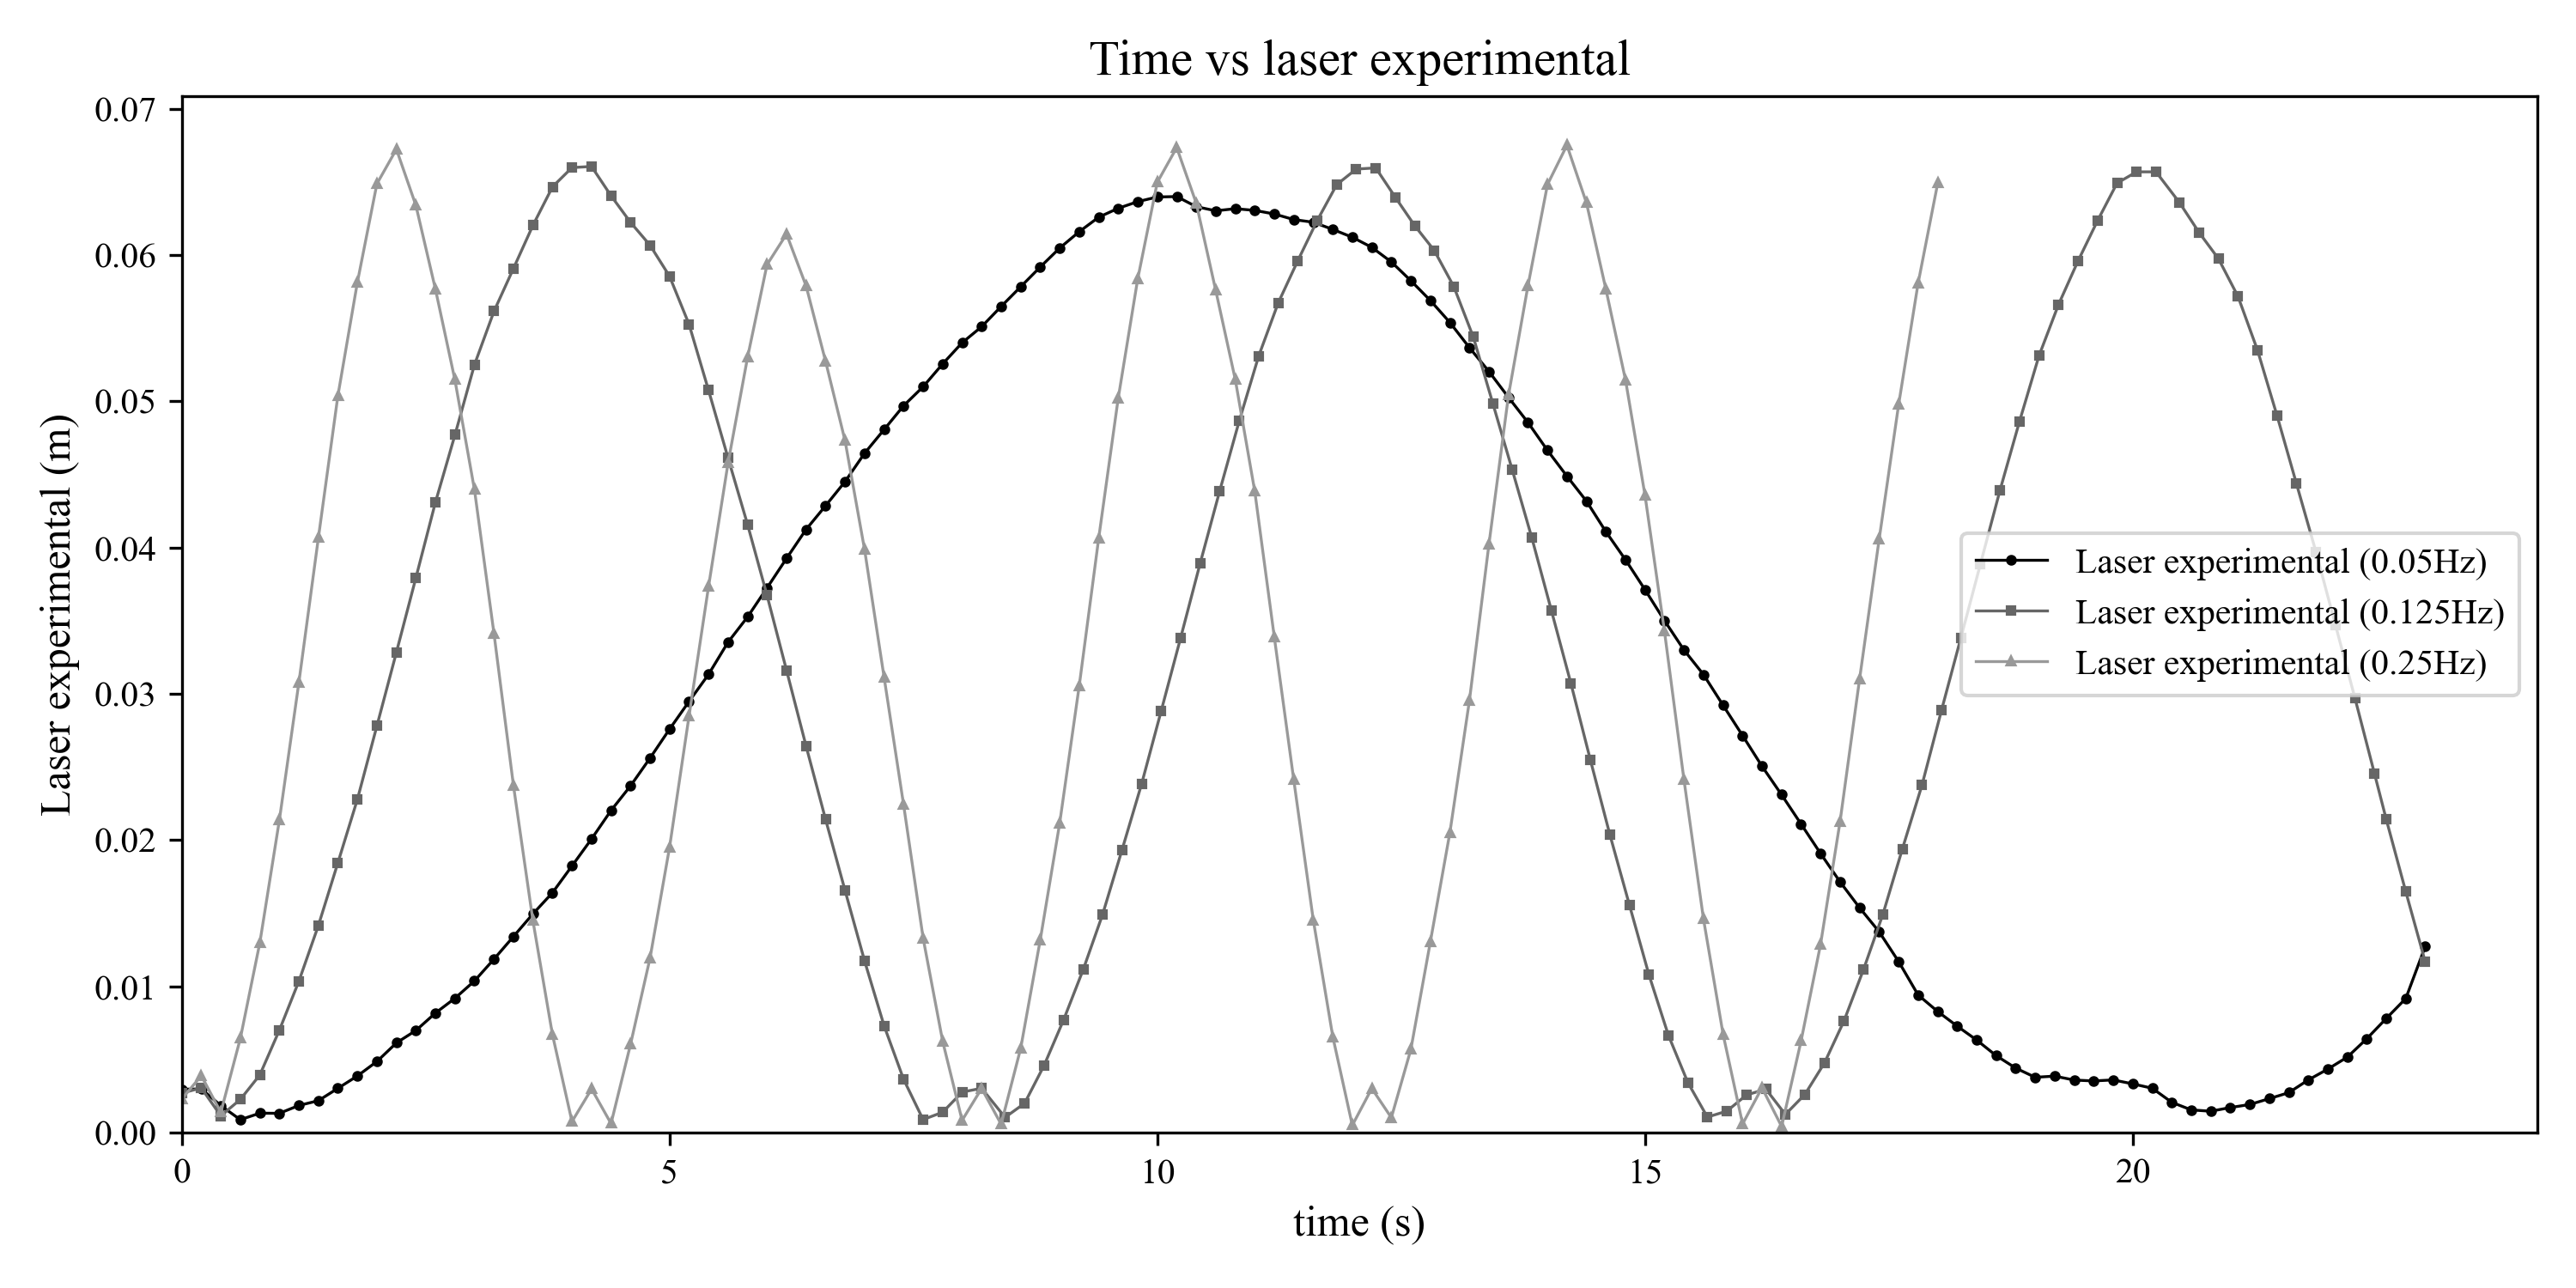 Time vs laser experimental
0.07
0.06
0.05
0.04
0.03
0.02
0.01
0.00
Laser experimental (m)
Laser experimental (0.05Hz)
Laser experimental (0.125Hz)
Laser experimental (0.25Hz)
0 5 10 15 20
time (s)